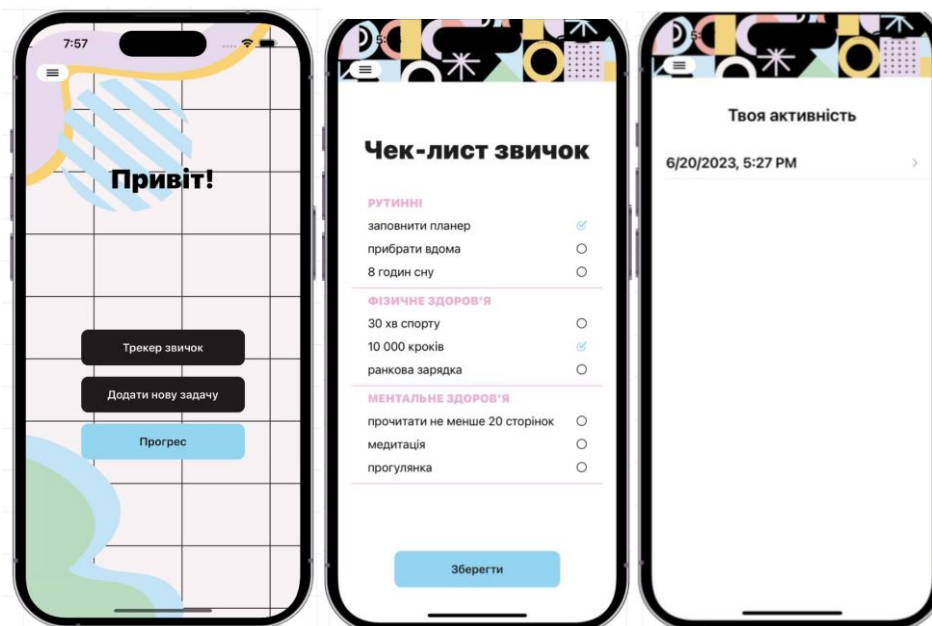 7:57
Привіт!
Трекер звичок
Додати нову задачу
Прогрес
Чек-лист звичок
РУТИННІ
заповнити планер
прибрати вдома
8 годин сну
ФІЗИЧНЕ ЗДОРОВ'Я
30 хв спорту
10 000 кроків
ранкова зарядка
МЕНТАЛЬНЕ ЗДОРОВ'Я
прочитати не менше 20 сторінок
медитація
прогулянка
Зберегти
Твоя активність
6/20/2023, 5:27 PM